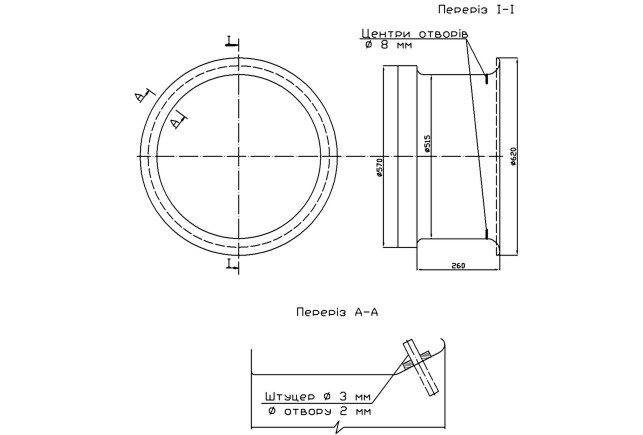 Переріз I-I
Центри отворів
Ø 8 мм
I
A
A
Ø570
Ø515
Ø620
I
260
Переріз A-A
Штуцер Ø 3 мм
Ø отвору 2 мм